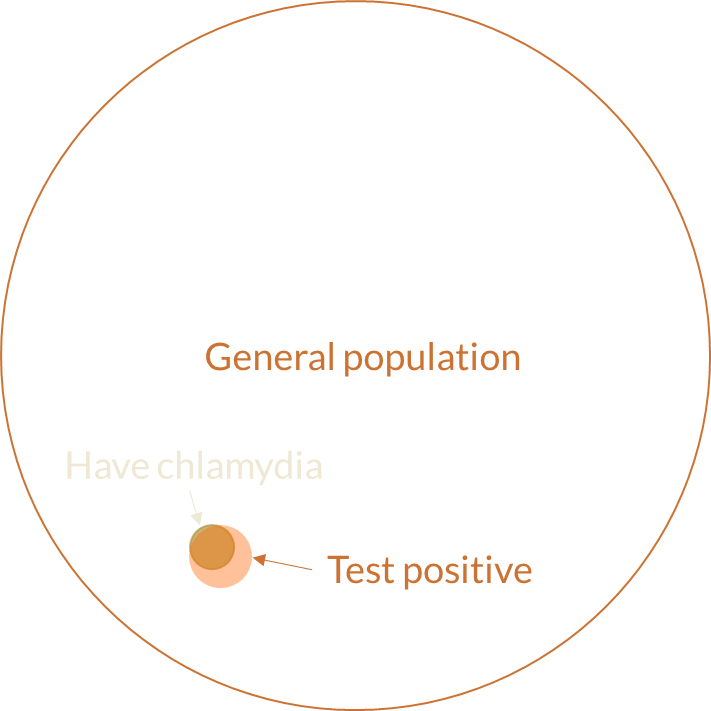 General population
Have chlamydia
Test positive